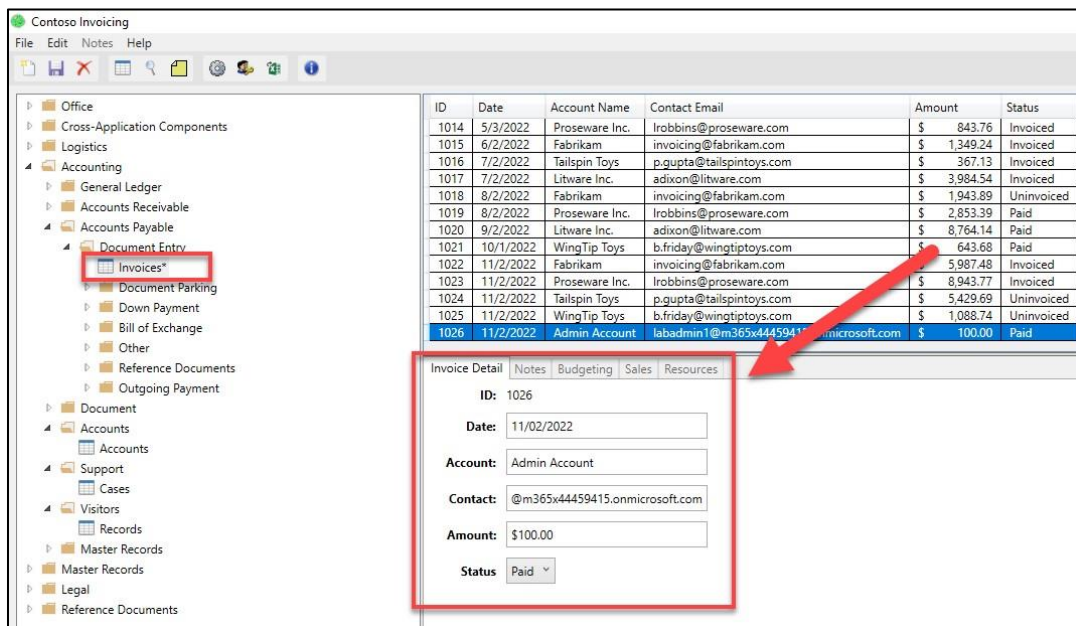 Contoso Invoicing
File Edit Notes Help
Office
Cross-Application Components
Logistics
Accounting
General Ledger
Accounts Receivable
Accounts Payable
Document Entry
Invoices*
Document Parking
Down Payment
Bill of Exchange
Other
Reference Documents
Outgoing Payment
Document
Accounts
Accounts
Support
Cases
Visitors
Records
Master Records
Master Records
Legal
Reference Documents
ID Date Account Name Contact Email Amount Status
1014 5/3/2022 Proseware Inc. lrobbins@proseware.com $ 843.76 Invoiced
1015 6/2/2022 Fabrikam invoicing@fabrikam.com $ 1,349.24 Invoiced
1016 7/2/2022 Tailspin Toys p.gupta@tailspintoys.com $ 367.13 Invoiced
1017 7/2/2022 Litware Inc. adixon@litware.com $ 3,984.54 Invoiced
1018 8/2/2022 Fabrikam invoicing@fabrikam.com $ 1,943.89 Uninvoiced
1019 8/2/2022 Proseware Inc. lrobbins@proseware.com $ 2,853.39 Paid
1020 9/2/2022 Litware Inc. adixon@litware.com $ 8,764.14 Paid
1021 10/1/2022 WingTip Toys b.friday@wingtiptoys.com $ 643.68 Paid
1022 11/2/2022 Fabrikam invoicing@fabrikam.com $ 5,987.48 Invoiced
1023 11/2/2022 Proseware Inc. lrobbins@proseware.com $ 8,943.77 Invoiced
1024 11/2/2022 Tailspin Toys p.gupta@tailspintoys.com $ 5,429.69 Uninvoiced
1025 11/2/2022 WingTip Toys b.friday@wingtiptoys.com $ 1,088.74 Uninvoiced
1026 11/2/2022 Admin Account $ 100.00 Paid
Invoice Detail Notes Budgeting Sales Resources
ID: 1026
Date: 11/02/2022
Account: Admin Account
Contact: @m365x44459415.onmicrosoft.com
Amount: $100.00
Status Paid